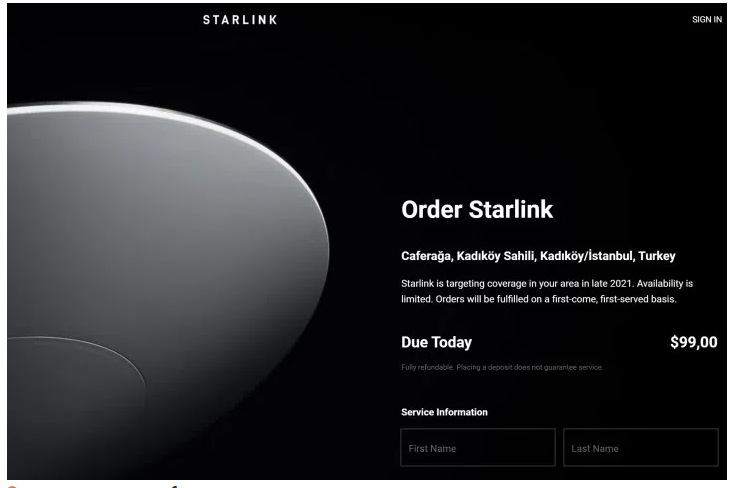 STARLINK
SIGN IN
Order Starlink
Caferağa, Kadıköy Sahili, Kadıköy/İstanbul, Turkey
Starlink is targeting coverage in your area in late 2021. Availability is
limited. Orders will be fulfilled on a first-come, first-served basis.
Due Today $99,00
Fully refundable. Placing a deposit does not guarantee service.
Service Information
First Name Last Name